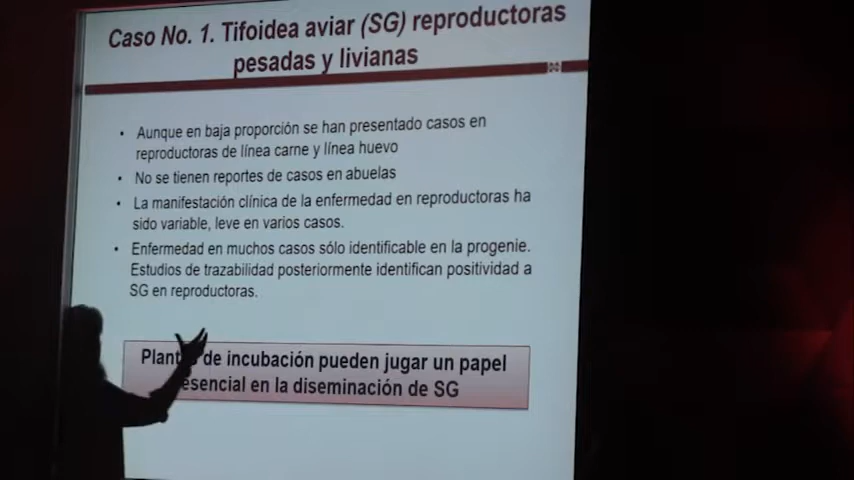 Caso No. 1. Tifoidea aviar (SG) reproductoras
pesadas y livianas
• Aunque en baja proporción se han presentado casos en
reproductoras de línea carne y línea huevo
• No se tienen reportes de casos en abuelas
• La manifestación clínica de la enfermedad en reproductoras ha
sido variable, leve en varios casos.
• Enfermedad en muchos casos sólo identificable en la progenie.
Estudios de trazabilidad posteriormente identifican positividad a
SG en reproductoras.
Plantas de incubación pueden jugar un papel
esencial en la diseminación de SG